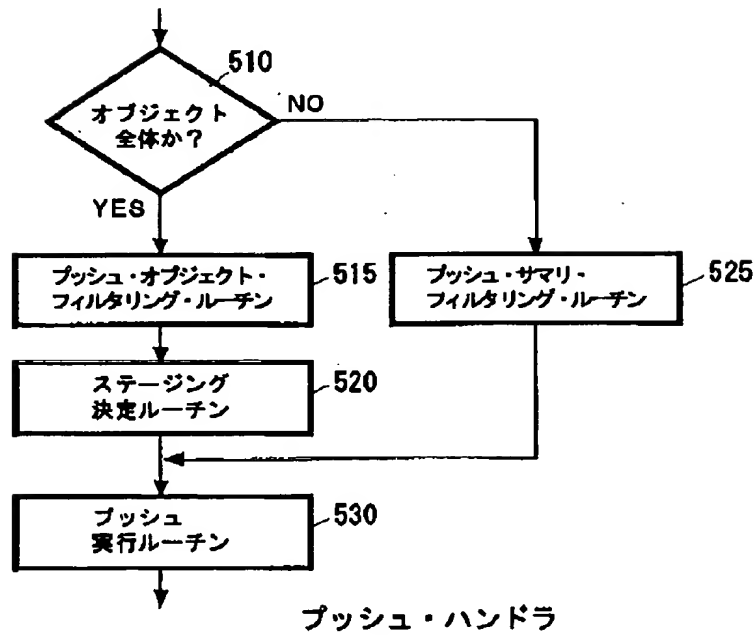 510
オブジェクト
全体か?
NO
YES
プッシュ・オブジェクト・
フィルタリング・ルーチン
515
プッシュ・サマリ・
フィルタリング・ルーチン
525
ステージング
決定ルーチン
520
プッシュ
実行ルーチン
530
プッシュ・ハンドラ